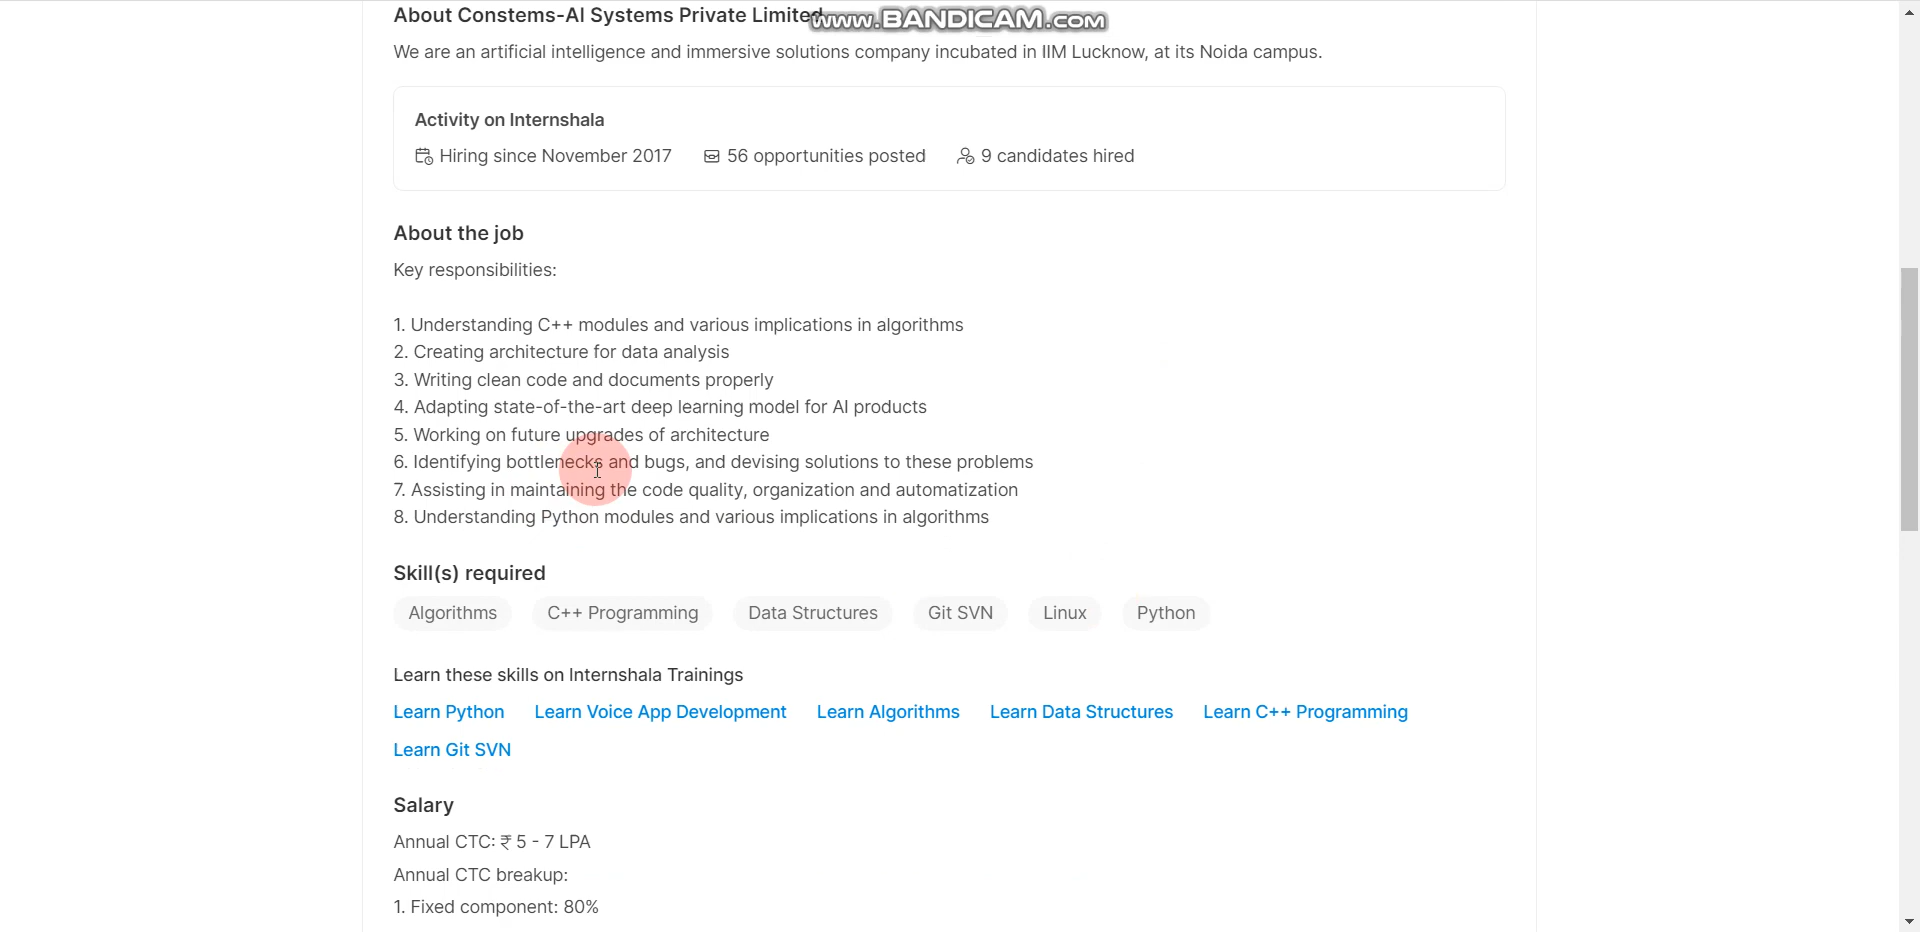 About Constems-AI Systems Private Limited
www.BANDICAM.com
We are an artificial intelligence and immersive solutions company incubated in IIM Lucknow, at its Noida campus.
Activity on Internshala
Hiring since November 2017 56 opportunities posted 9 candidates hired
About the job
Key responsibilities:
1. Understanding C++ modules and various implications in algorithms
2. Creating architecture for data analysis
3. Writing clean code and documents properly
4. Adapting state-of-the-art deep learning model for AI products
5. Working on future upgrades of architecture
6. Identifying bottlenecks and bugs, and devising solutions to these problems
7. Assisting in maintaining the code quality, organization and automatization
8. Understanding Python modules and various implications in algorithms
Skill(s) required
Algorithms C++ Programming Data Structures Git SVN Linux Python
Learn these skills on Internshala Trainings
Learn Python Learn Voice App Development Learn Algorithms Learn Data Structures Learn C++ Programming
Learn Git SVN
Salary
Annual CTC: ₹ 5 - 7 LPA
Annual CTC breakup:
1. Fixed component: 80%